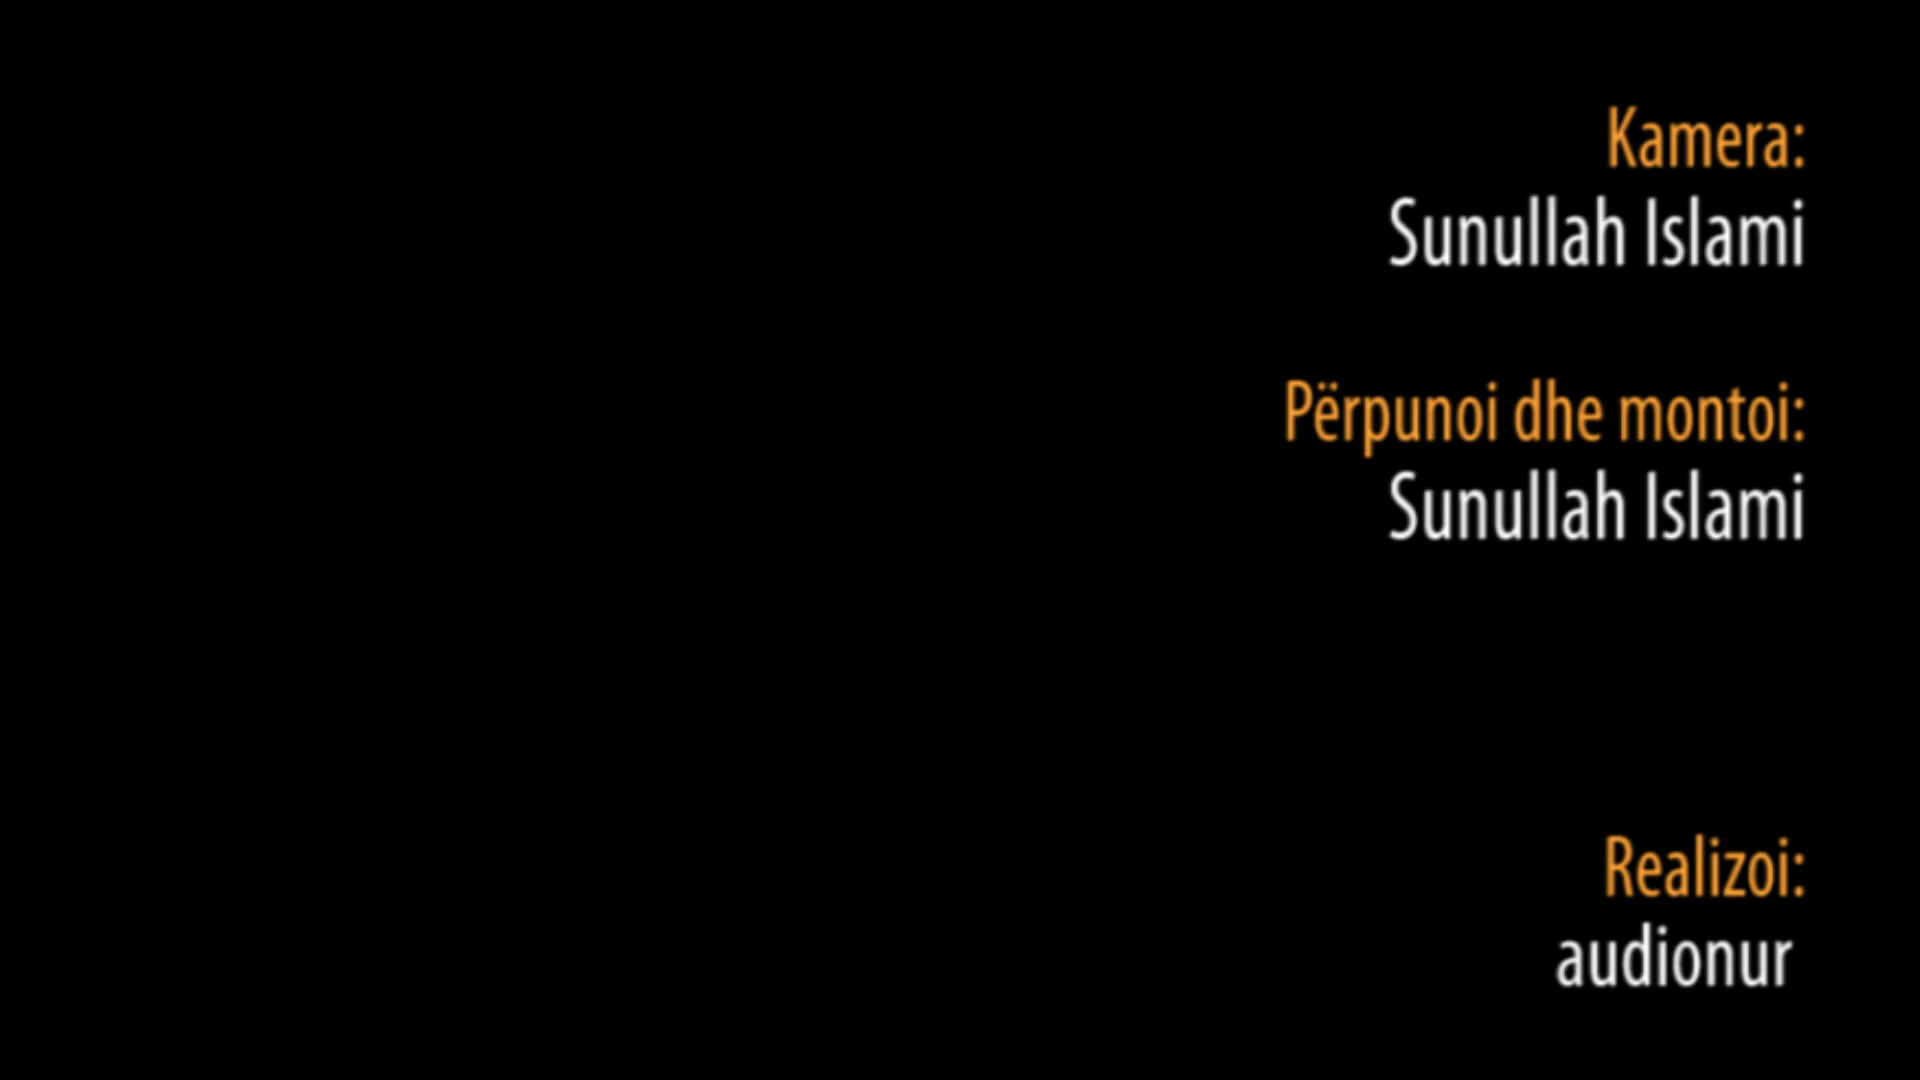 Kamera:
Sunullah Islami
Përpunoi dhe montoi:
Sunullah Islami
Realizoi:
audionur